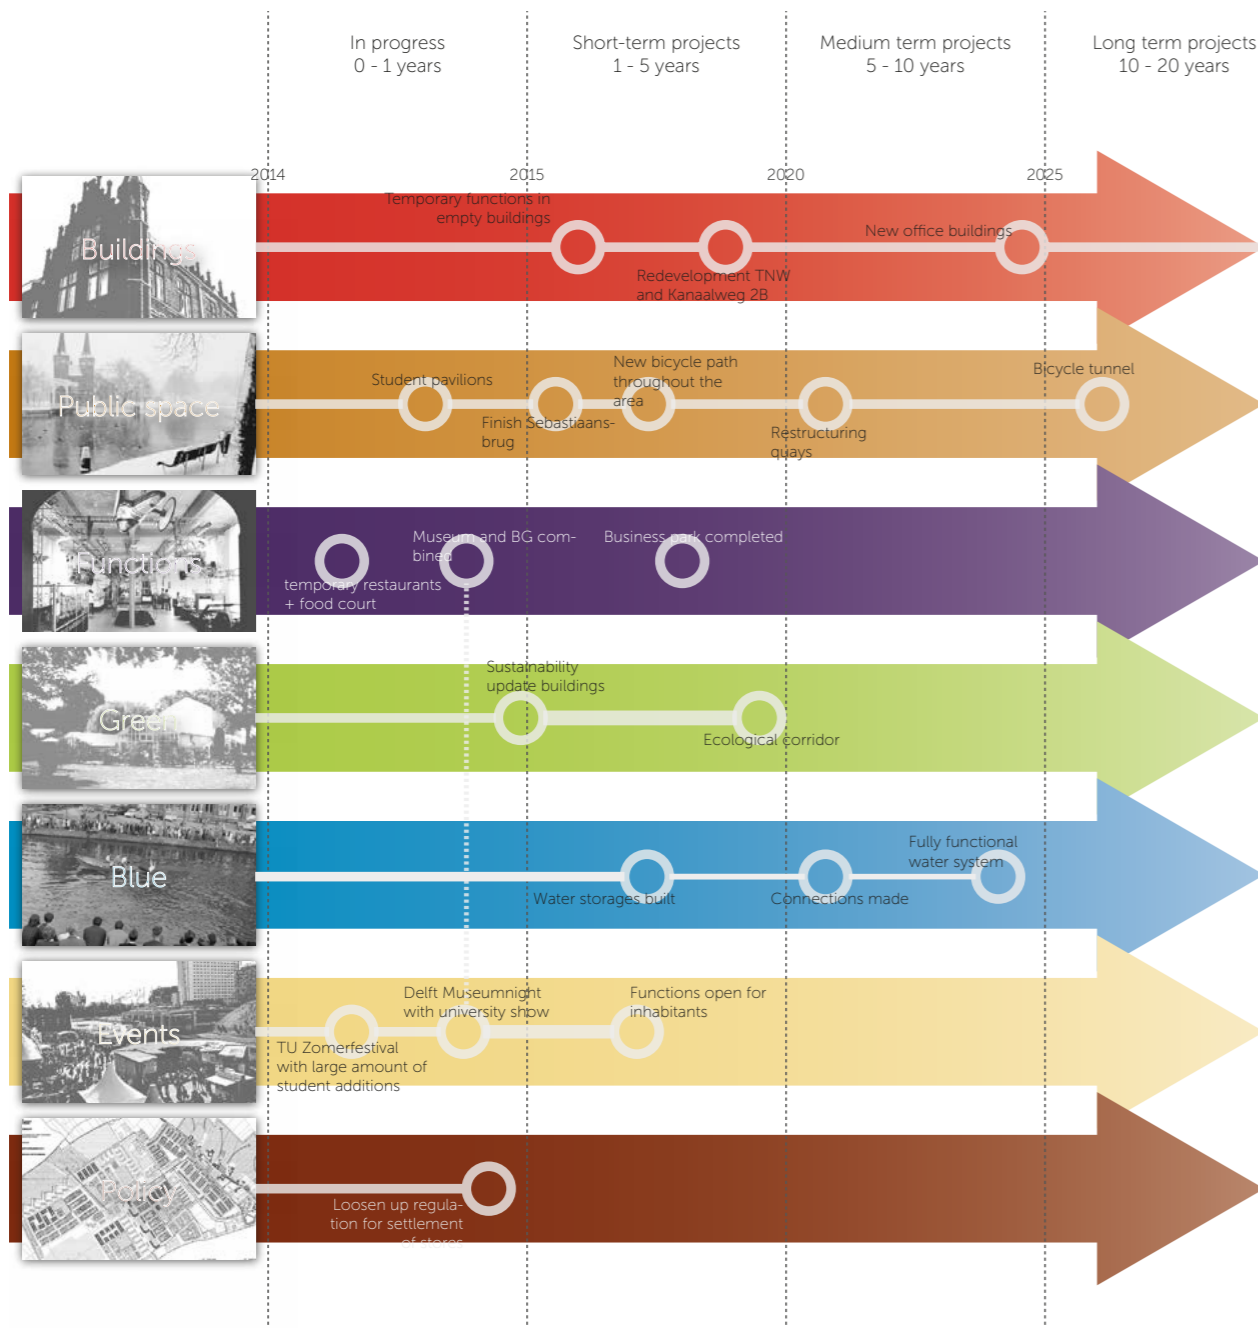 In progress
0 - 1 years
Short-term projects
1 - 5 years
Medium term projects
5 - 10 years
Long term projects
10 - 20 years
2014
2015
2020
2025
Buildings
Temporary functions in
empty buildings
Redevelopment TNW
and Kanaalweg 2B
New office buildings
Public space
Student pavilions
Finish Sebastiaans-
brug
New bicycle path
throughout the
area
Restructuring
quays
Bicycle tunnel
Functions
temporary restaurants
+ food court
Museum and BG com-
bined
Business park completed
Green
Sustainability
update buildings
Ecological corridor
Blue
Water storages built
Connections made
Fully functional
water system
Events
TU Zomerfestival
with large amount of
student additions
Delft Museumnight
with university show
Functions open for
inhabitants
Policy
Loosen up regula-
tion for settlement
of stores